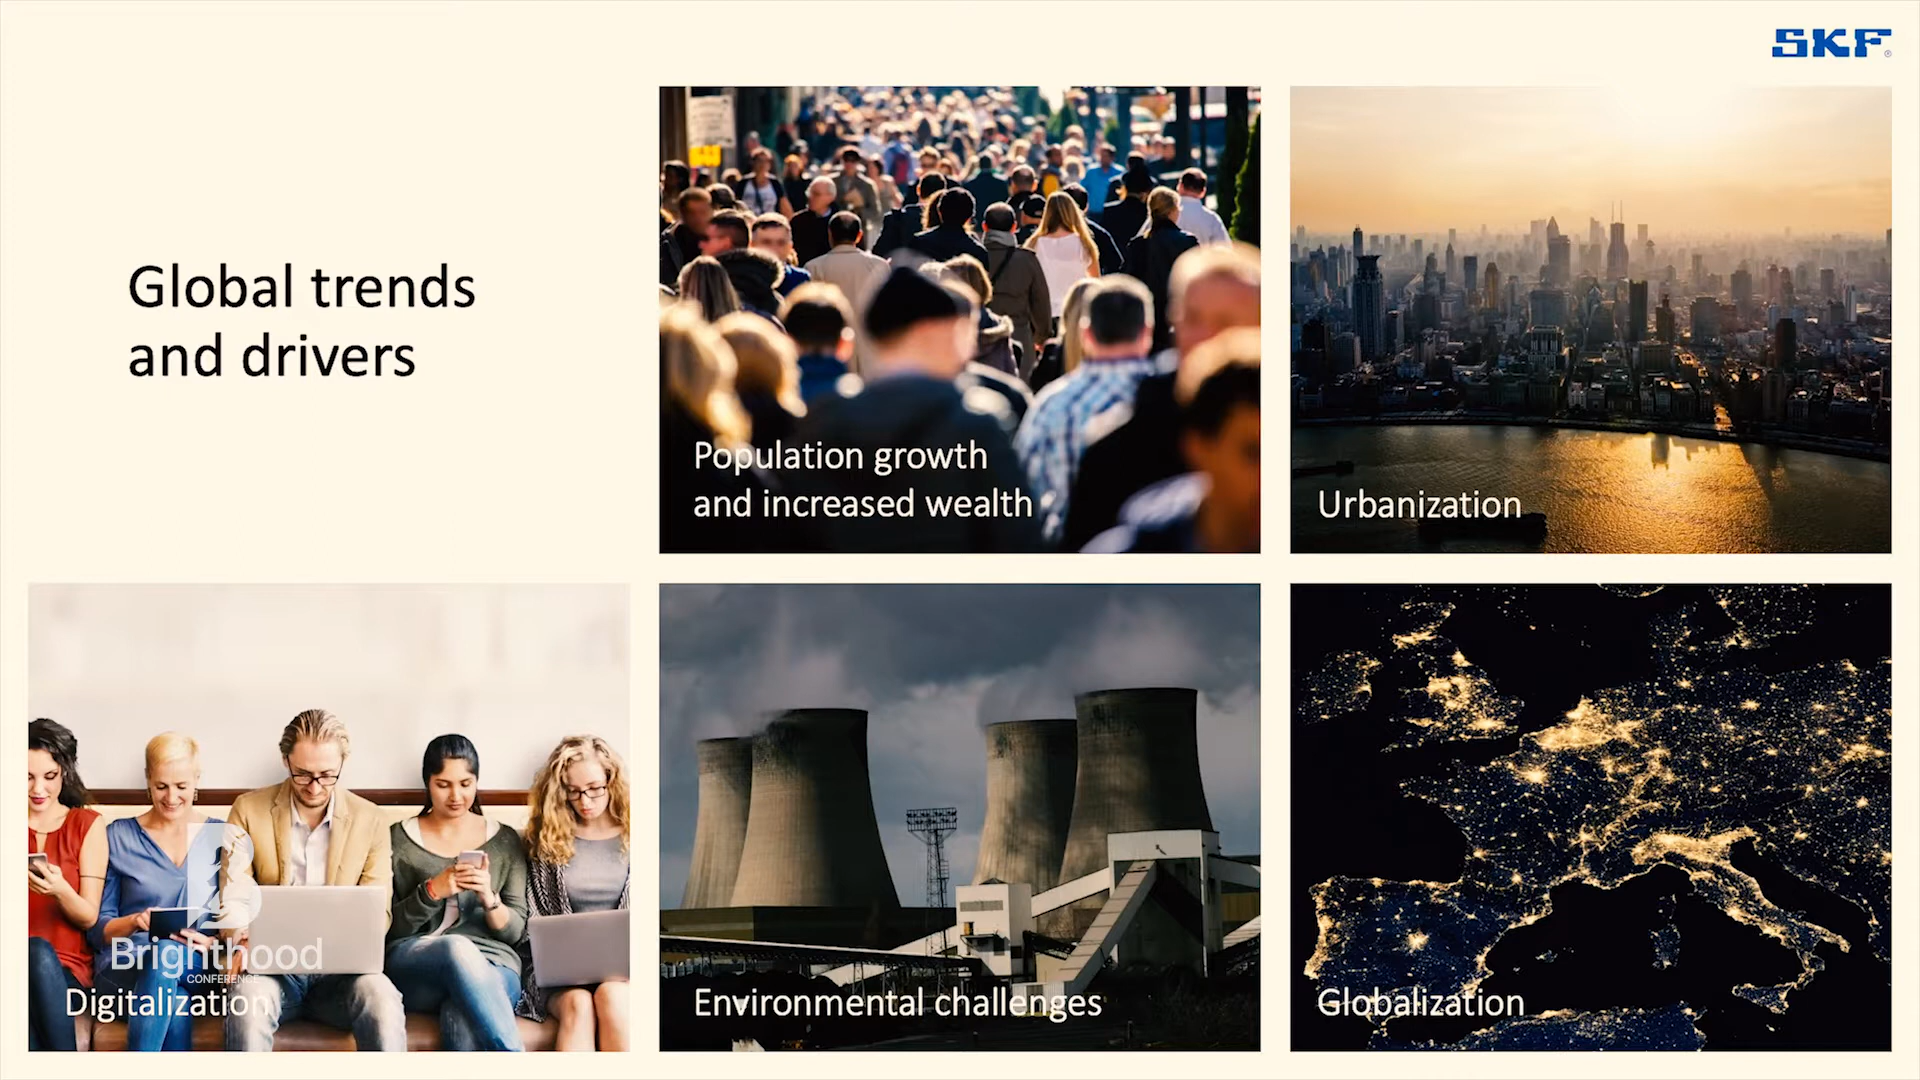 SKF
Global trends
and drivers
Population growth
and increased wealth
Urbanization
Brighthood
CONFERENCE
Digitalization
Environmental challenges
Globalization